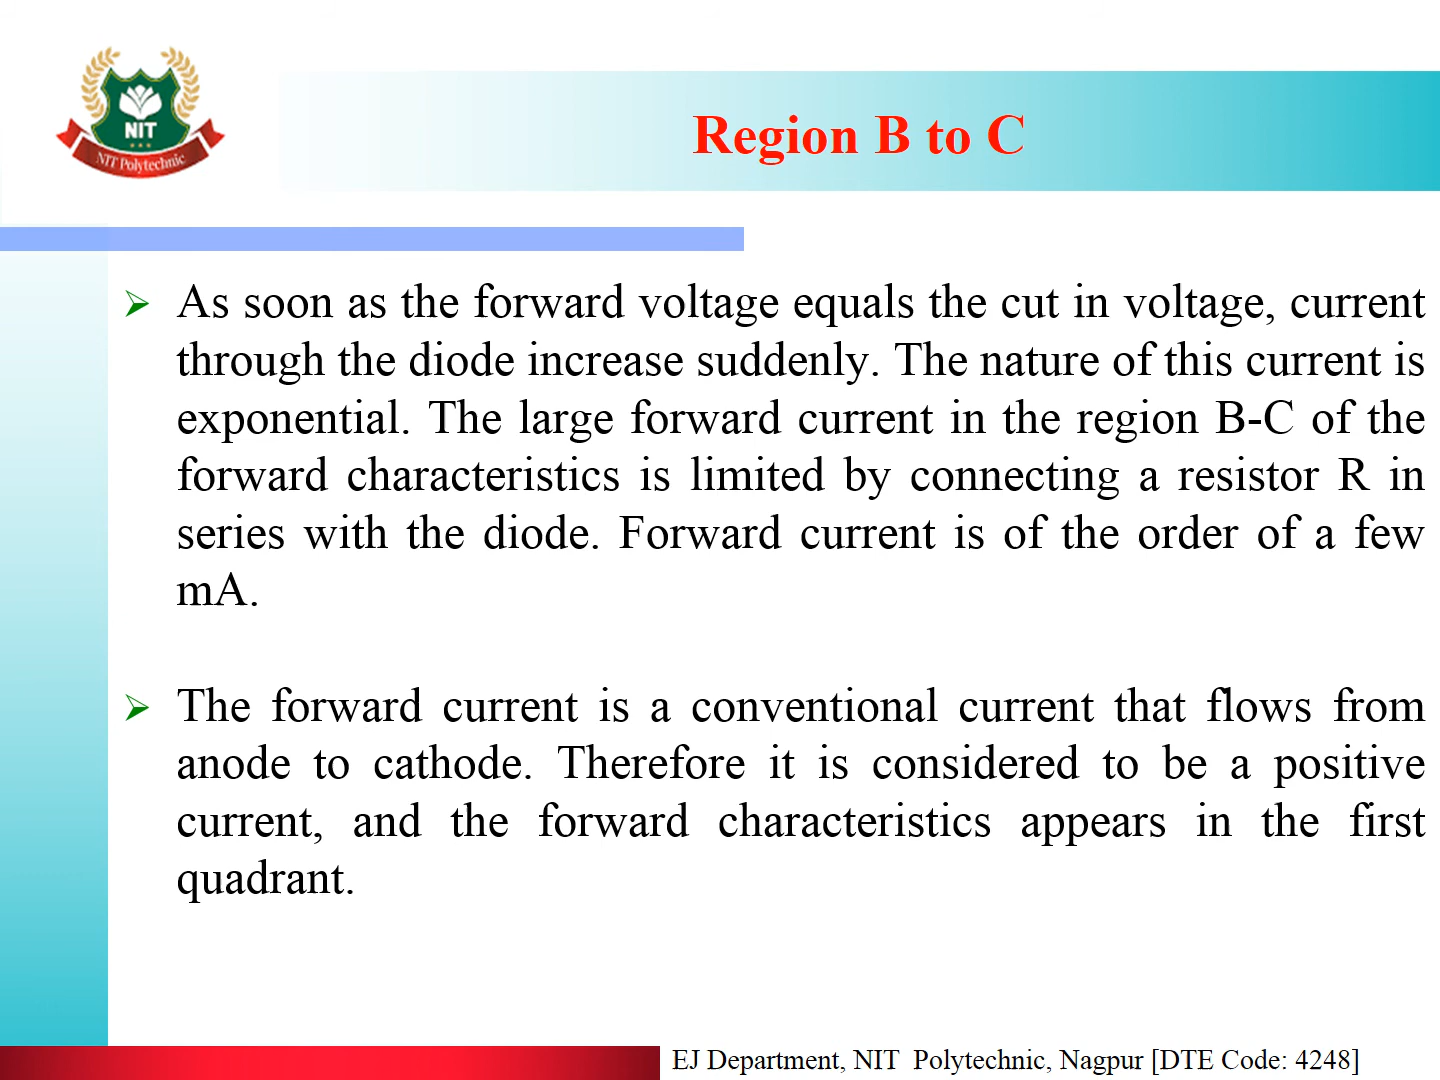 NIT
NIT Polytechnic
Region B to C
As soon as the forward voltage equals the cut in voltage, current
through the diode increase suddenly. The nature of this current is
exponential. The large forward current in the region B-C of the
forward characteristics is limited by connecting a resistor R in
series with the diode. Forward current is of the order of a few
mA.
The forward current is a conventional current that flows from
anode to cathode. Therefore it is considered to be a positive
current, and the forward characteristics appears in the first
quadrant.
EJ Department, NIT  Polytechnic, Nagpur [DTE Code: 4248]